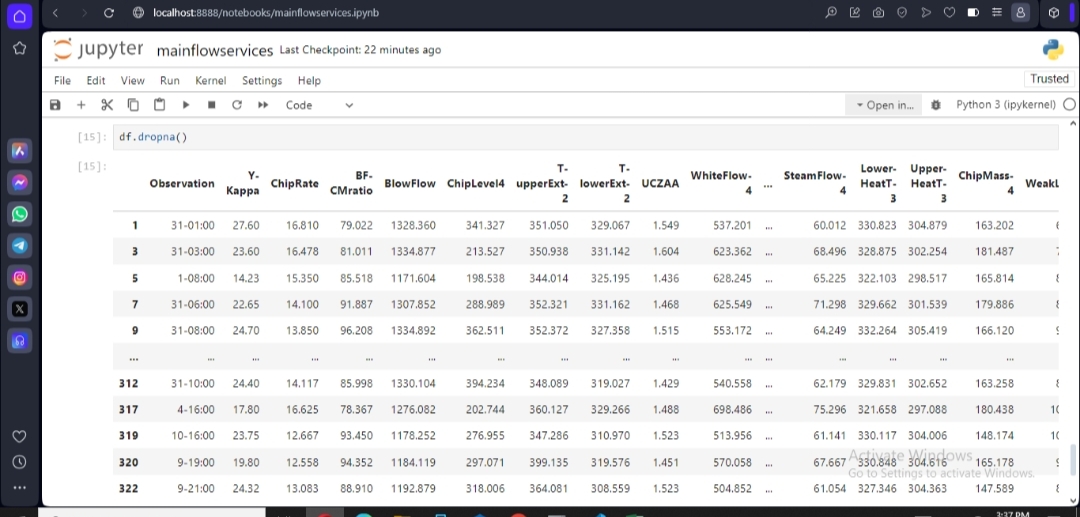 localhost:8888/notebooks/mainflowservices.ipynb
jupyter mainflowservices Last Checkpoint: 22 minutes ago
File Edit View Run Kernel Settings Help Trusted
Code Open in... Python 3 (ipykernel)
[15]: df.dropna()
[15]:
Observation Y-Kappa ChipRate BF-CMratio BlowFlow ChipLevel4 T-upperExt-2 T-lowerExt-2 UCZAA WhiteFlow-4 ... SteamFlow-4 Lower-HeatT-3 Upper-HeatT-3 ChipMass-4 WeakL
1 31-01:00 27.60 16.810 79.022 1328.360 341.327 351.050 329.067 1.549 537.201 ... 60.012 330.823 304.879 163.202
3 31-03:00 23.60 16.478 81.011 1334.877 213.527 350.938 331.142 1.604 623.362 ... 68.496 328.875 302.254 181.487
5 1-08:00 14.23 15.350 85.518 1171.604 198.538 344.014 325.195 1.436 628.245 ... 65.225 322.103 298.517 165.814
7 31-06:00 22.65 14.100 91.887 1307.852 288.989 352.321 331.162 1.468 625.549 ... 71.298 329.662 301.539 179.886
9 31-08:00 24.70 13.850 96.208 1334.892 362.511 352.372 327.358 1.515 553.172 ... 64.249 332.264 305.419 166.120
... ... ... ... ... ... ... ... ... ... ... ... ... ... ... ...
312 31-10:00 24.40 14.117 85.998 1330.104 394.234 348.089 319.027 1.429 540.558 ... 62.179 329.831 302.652 163.258
317 4-16:00 17.80 16.625 78.367 1276.082 202.744 360.127 329.266 1.488 698.486 ... 75.296 321.658 297.088 180.438 10
319 10-16:00 23.75 12.667 93.450 1178.252 276.955 347.286 310.970 1.523 513.956 ... 61.141 330.117 304.006 148.174 10
320 9-19:00 19.80 12.558 94.352 1184.119 297.071 399.135 319.576 1.451 570.058 ... 67.667 330.848 304.616 165.178
322 9-21:00 24.32 13.083 88.910 1192.879 318.006 364.081 308.559 1.523 504.852 ... 61.054 327.346 304.363 147.589
Activate Windows
Go to Settings to activate Windows.
3:37 PM